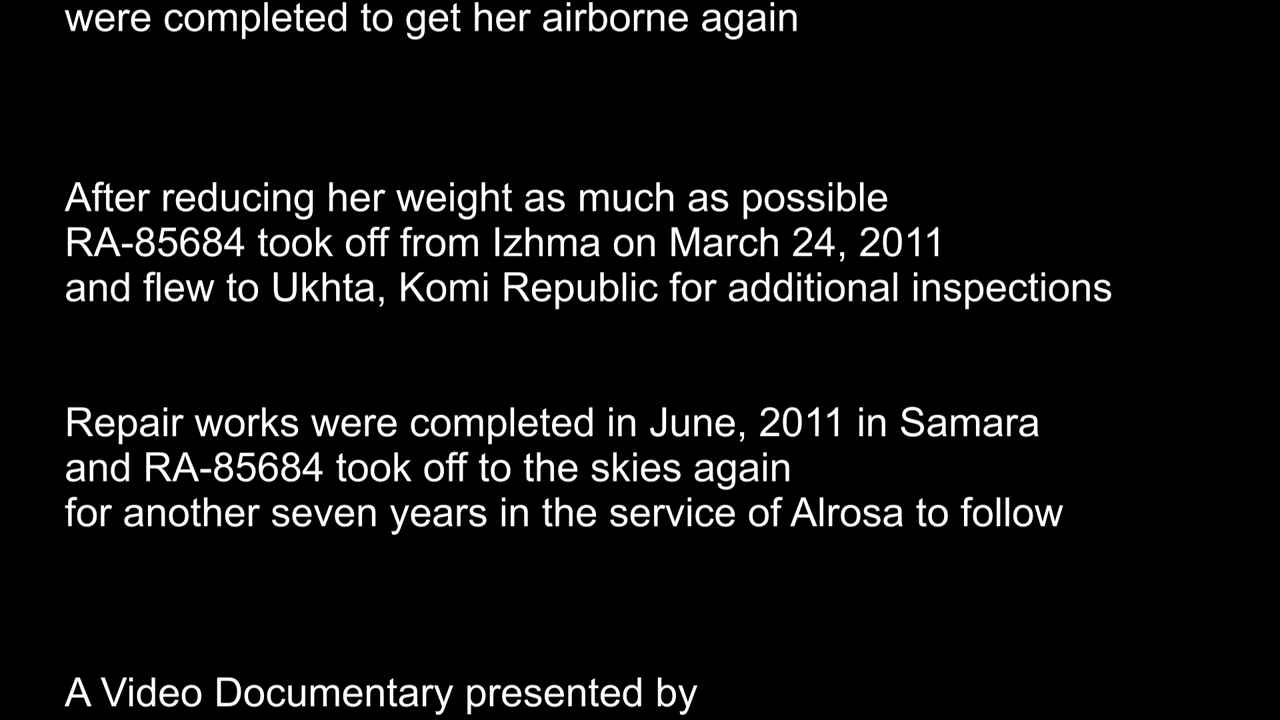 were completed to get her airborne again
After reducing her weight as much as possible
RA-85684 took off from Izhma on March 24, 2011
and flew to Ukhta, Komi Republic for additional inspections
Repair works were completed in June, 2011 in Samara
and RA-85684 took off to the skies again
for another seven years in the service of Alrosa to follow
A Video Documentary presented by